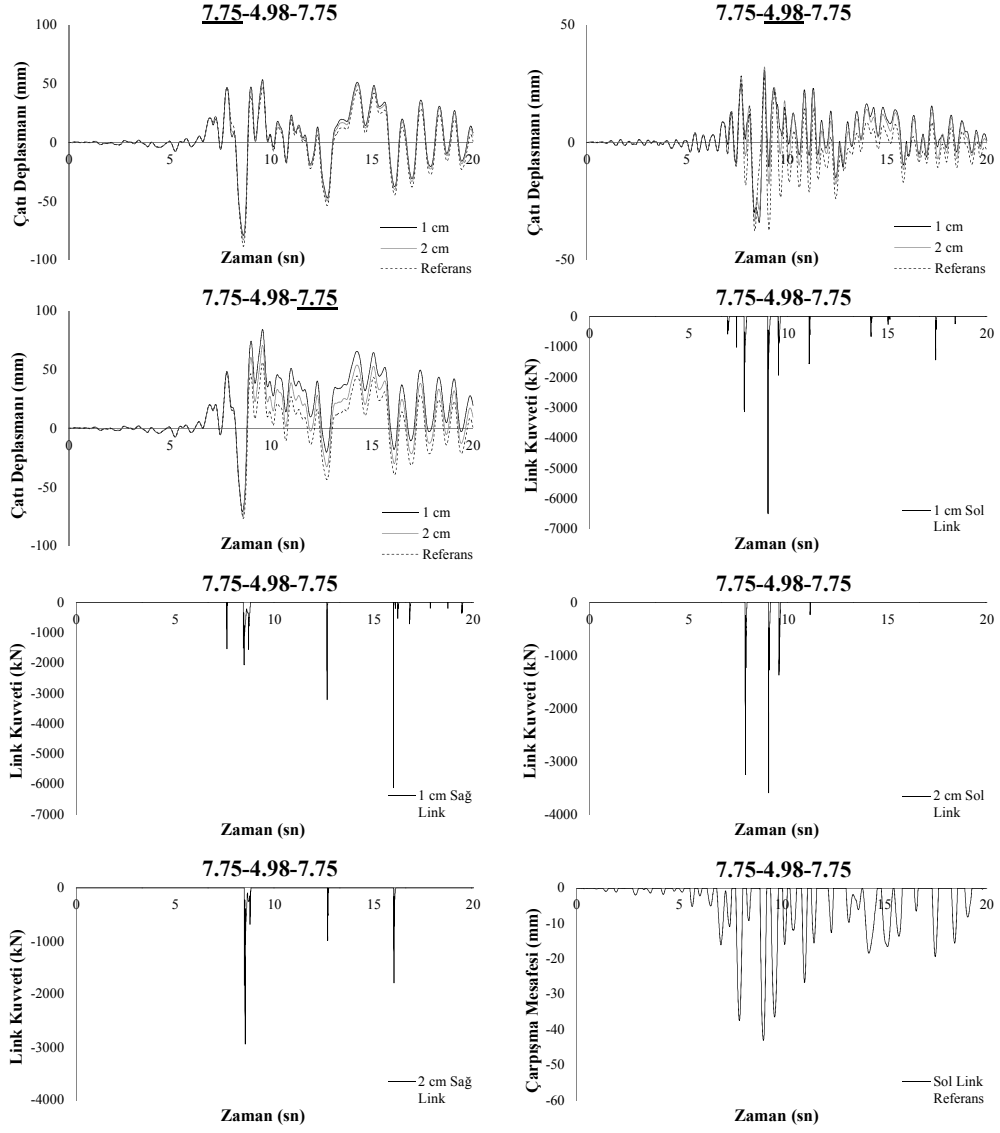 7.75-4.98-7.75
100
50
0
-50
-100
0
5
10
15
20
Çatı Deplasmanı (mm)
Zaman (sn)
1 cm
2 cm
Referans
7.75-4.98-7.75
50
0
-50
0
5
10
15
20
Çatı Deplasmanı (mm)
Zaman (sn)
1 cm
2 cm
Referans
7.75-4.98-7.75
100
50
0
-50
-100
0
5
10
15
20
Çatı Deplasmanı (mm)
Zaman (sn)
1 cm
2 cm
Referans
7.75-4.98-7.75
0
-1000
-2000
-3000
-4000
-5000
-6000
-7000
0
5
10
15
20
Link Kuvveti (kN)
Zaman (sn)
1 cm Sol
Link
7.75-4.98-7.75
0
-1000
-2000
-3000
-4000
-5000
-6000
-7000
0
5
10
15
20
Link Kuvveti (kN)
Zaman (sn)
1 cm Sağ
Link
7.75-4.98-7.75
0
-1000
-2000
-3000
-4000
0
5
10
15
20
Link Kuvveti (kN)
Zaman (sn)
2 cm Sol
Link
7.75-4.98-7.75
0
-1000
-2000
-3000
-4000
0
5
10
15
20
Link Kuvveti (kN)
Zaman (sn)
2 cm Sağ
Link
7.75-4.98-7.75
0
-10
-20
-30
-40
-50
-60
0
5
10
15
20
Çarpışma Mesafesi (mm)
Zaman (sn)
Sol Link
Referans